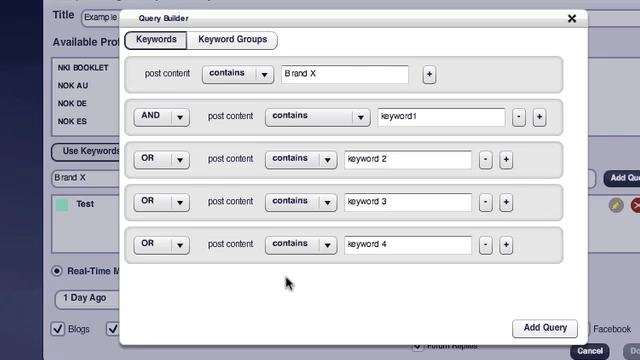 Query Builder
Title Example
Keywords Keyword Groups
Available Prof
NKI BOOKLET
NOK AU
NOK DE
NOK ES
post content contains Brand X +
AND post content contains keyword1 - +
OR post content contains keyword 2 - +
OR post content contains keyword 3 - +
OR post content contains keyword 4 - +
Use Keywords
Brand X Add Que
Test
Real-Time M
1 Day Ago
Add Query
Blogs Facebook
Forum Replies
Cancel Do